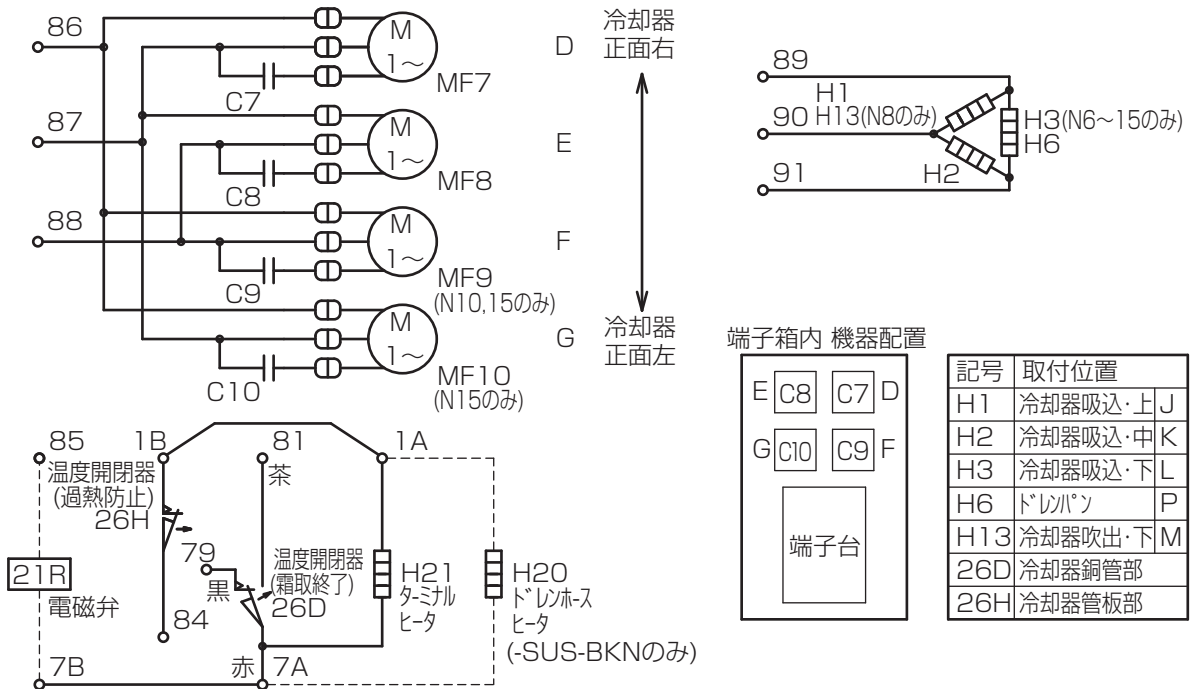 86
M
1～
C7
MF7
D
冷却器
正面右
87
M
1～
C8
MF8
E
88
M
1～
C9
MF9
(N10,15のみ)
F
M
1～
C10
MF10
(N15のみ)
G
冷却器
正面左
89
H1
90
H13(N8のみ)
H3(N6～15のみ)
H6
91
H2
端子箱内 機器配置
E C8 C7 D
G C10 C9 F
端子台
記号 取付位置
H1 冷却器吸込・上 J
H2 冷却器吸込・中 K
H3 冷却器吸込・下 L
H6 ドレンパン P
H13 冷却器吹出・下 M
26D 冷却器銅管部
26H 冷却器管板部
85
1B
81
1A
温度開閉器
(過熱防止)
26H
茶
79
黒
温度開閉器
(霜取終了)
26D
21R
電磁弁
84
H21
ターミナル
ヒータ
H20
ドレンホース
ヒータ
(-SUS-BKNのみ)
7B
赤
7A